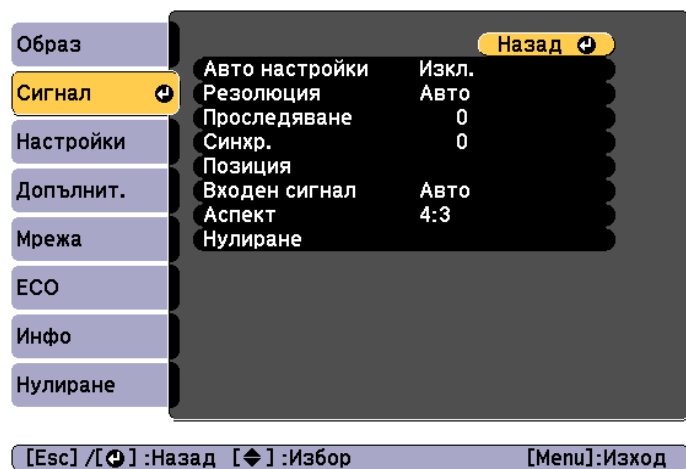 Образ
Сигнал
Настройки
Допълнит.
Мрежа
ECO
Инфо
Нулиране
Назад
Авто настройки Изкл.
Резолюция Авто
Проследяване 0
Синхр. 0
Позиция
Входен сигнал Авто
Аспект 4:3
Нулиране
[Esc] /[⏎] :Назад [◆] :Избор [Menu]:Изход